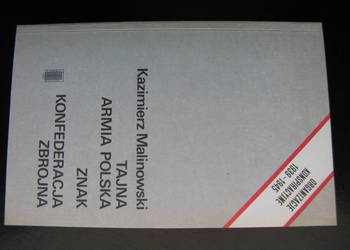 ORGANIZACJE
KONSPIRACYJNE
1939-1945
Kazimierz Malinowski
TAJNA
ARMIA POLSKA
ZNAK
KONFEDERACJA
ZBROJNA